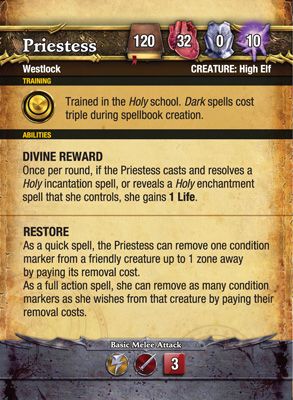 Priestess 120 32 0 10
Westlock CREATURE: High Elf
TRAINING
Trained in the Holy school. Dark spells cost
triple during spellbook creation.
ABILITIES
DIVINE REWARD
Once per round, if the Priestess casts and resolves a
Holy incantation spell, or reveals a Holy enchantment
spell that she controls, she gains 1 Life.
RESTORE
As a quick spell, the Priestess can remove one condition
marker from a friendly creature up to 1 zone away
by paying its removal cost.
As a full action spell, she can remove as many condition
markers as she wishes from that creature by paying their
removal costs.
Basic Melee Attack
3